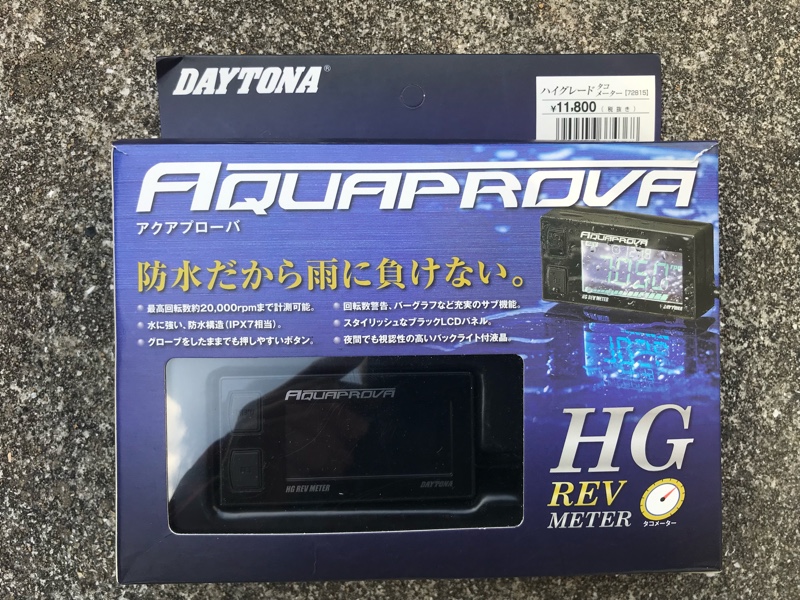 DAYTONA®
ハイグレード タコメーター [72815]
¥11,800 (税抜き)
AQUAPROVA
アクアプローバ
防水だから雨に負けない。
●最高回転数約20,000rpmまで計測可能。
●水に強い、防水構造(IPX7相当)。
●グローブをしたままでも押しやすいボタン。
●回転数警告、バーグラフなど充実のサブ機能。
●スタイリッシュなブラックLCDパネル。
●夜間でも視認性の高いバックライト付液晶。
AQUAPROVA
HG REV METER
DAYTONA
AQUAPROVA
HG REV METER
DAYTONA
HG
REV
METER
タコメーター